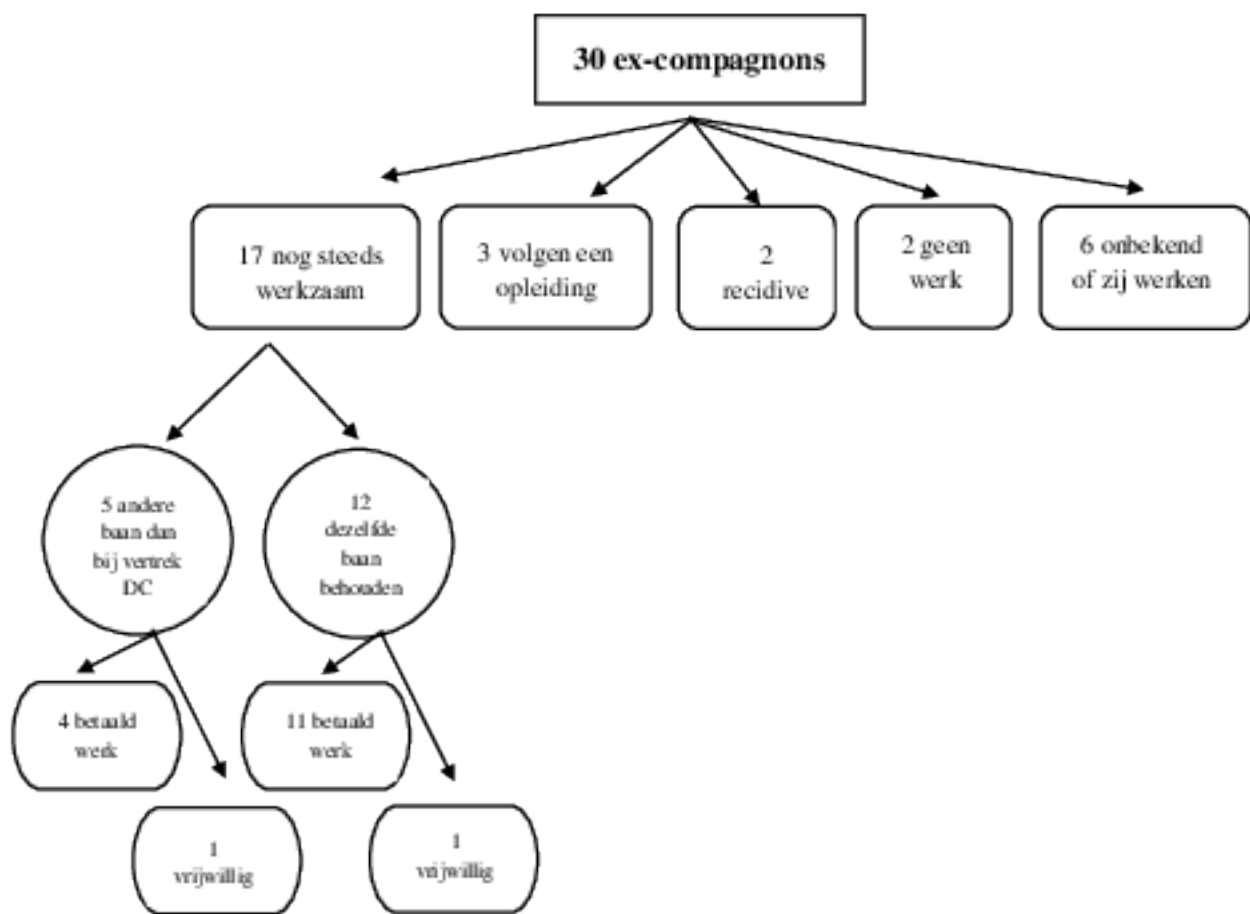 30 ex-compagnons
17 nog steeds
werkzaam
3 volgen een
opleiding
2
recidive
2 geen
werk
6 onbekend
of zij werken
5 andere
baan dan
bij vertrek
DC
12
dezelfde
baan
behouden
4 betaald
werk
11 betaald
werk
1
vrijwillig
1
vrijwillig